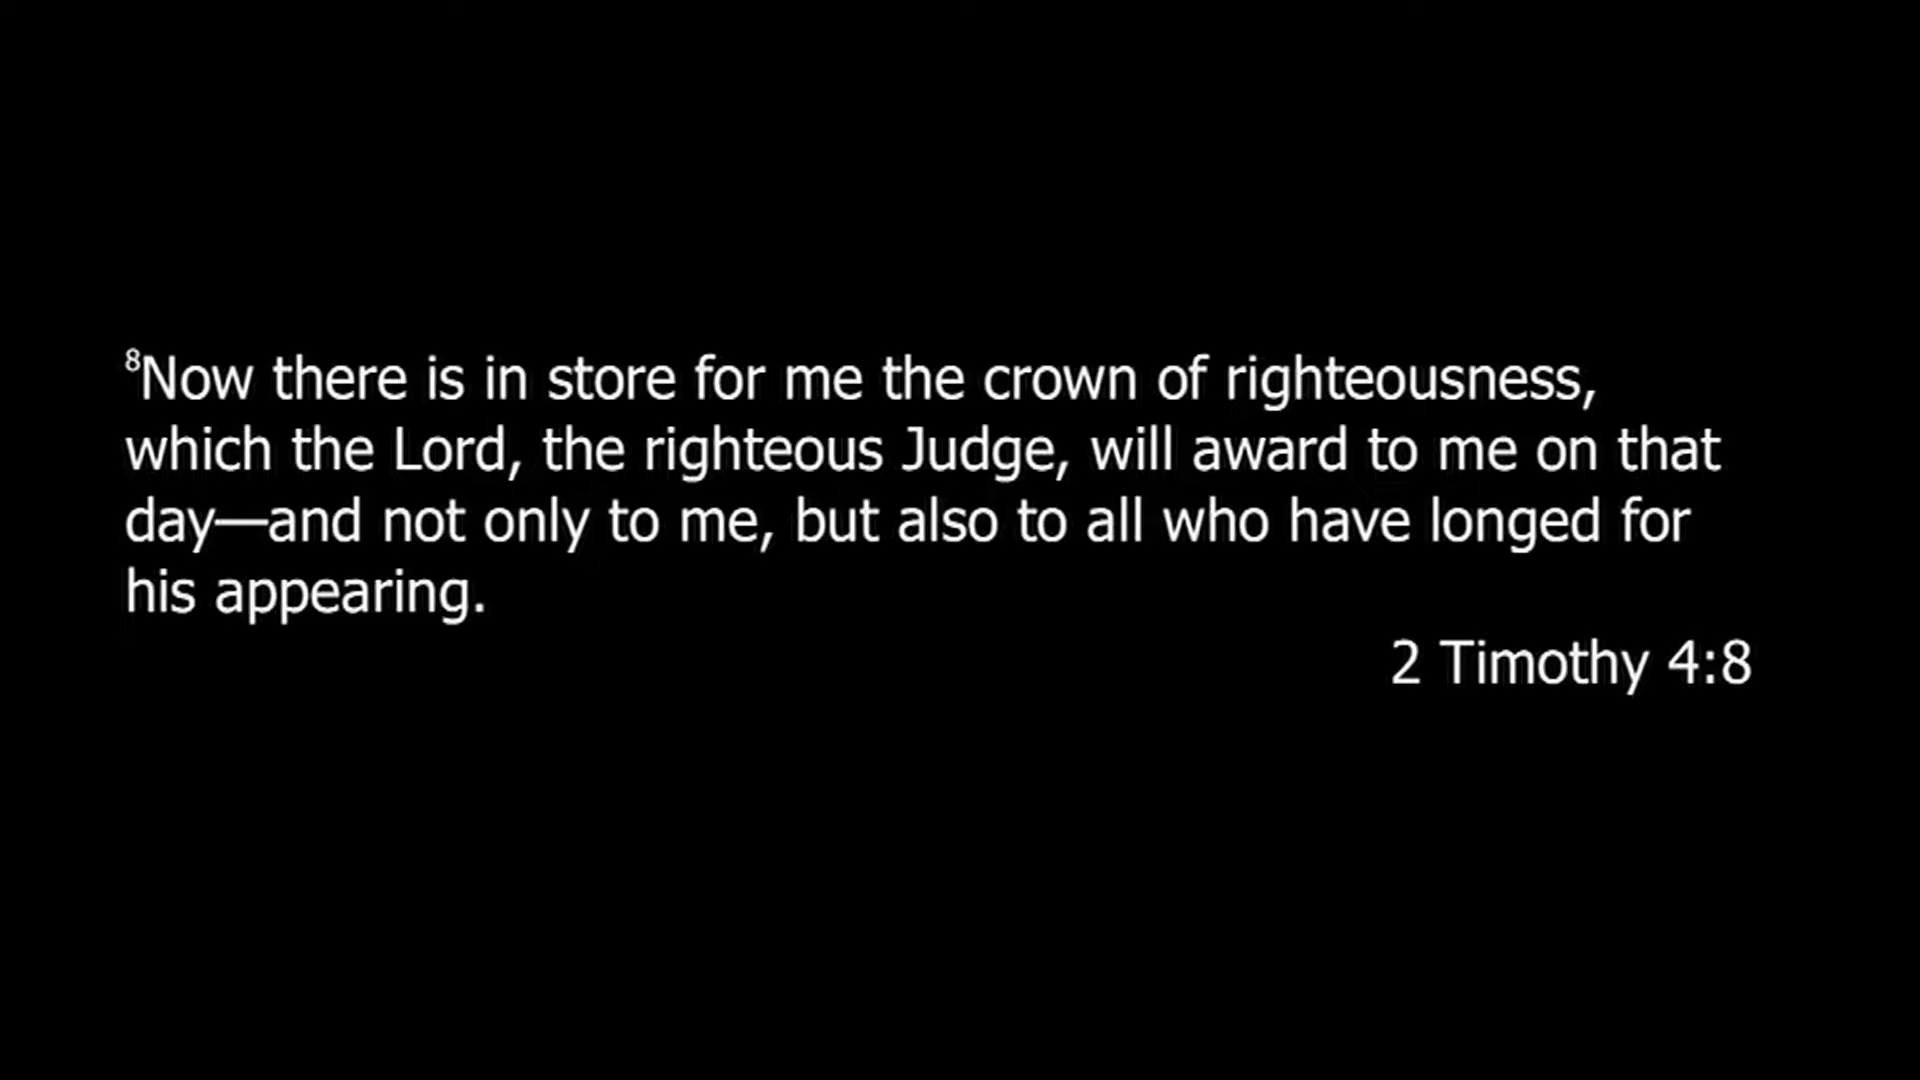 ⁸Now there is in store for me the crown of righteousness,
which the Lord, the righteous Judge, will award to me on that
day—and not only to me, but also to all who have longed for
his appearing.
2 Timothy 4:8